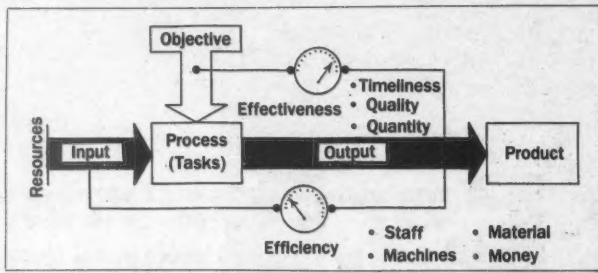 Objective
• Timeliness
Effectiveness
• Quality
• Quantity
Resources
Input
Process
(Tasks)
Output
Product
Efficiency
• Staff
• Material
• Machines
• Money